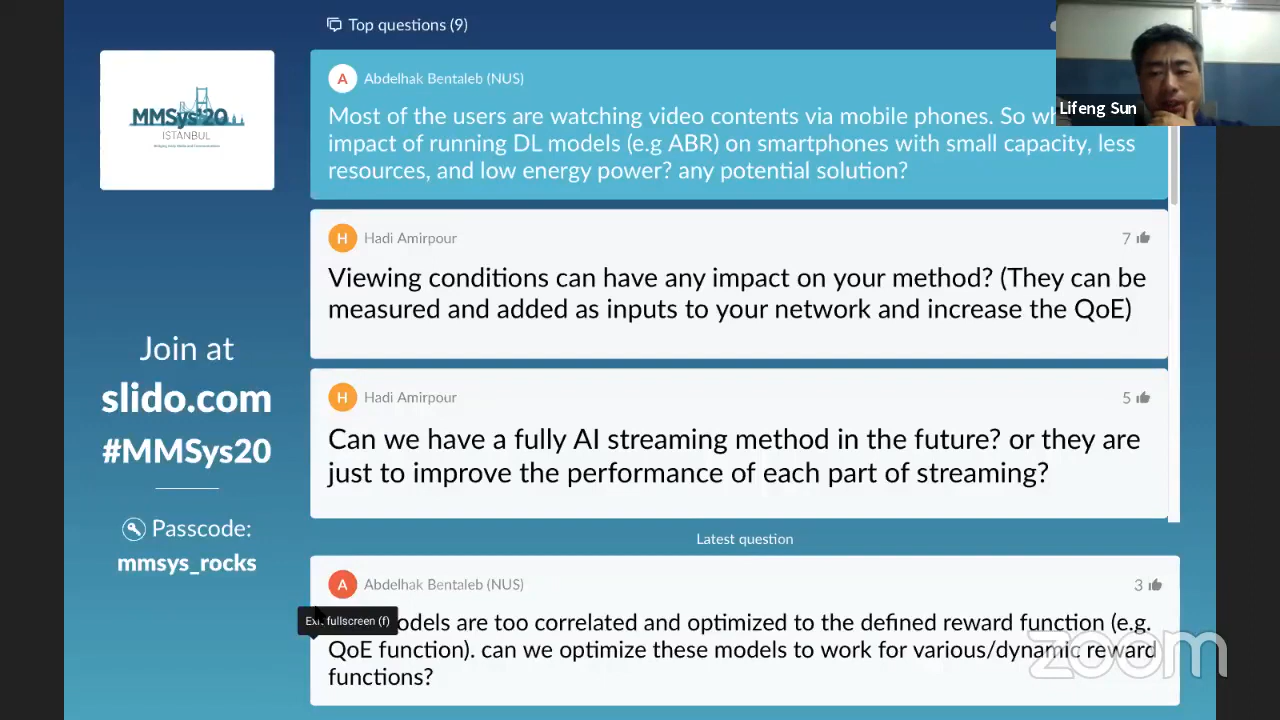 Top questions (9)
MMSys'20
ISTANBUL
A
Abdelhak Bentaleb (NUS)
Most of the users are watching video contents via mobile phones. So
impact of running DL models (e.g ABR) on smartphones with small capacity, less
resources, and low energy power? any potential solution?
Lifeng Sun
H
Hadi Amirpour
7
Viewing conditions can have any impact on your method? (They can be
measured and added as inputs to your network and increase the QoE)
H
Hadi Amirpour
5
Can we have a fully AI streaming method in the future? or they are
just to improve the performance of each part of streaming?
Join at
slido.com
#MMSys20
Passcode:
mmsys_rocks
Latest question
A
Abdelhak Bentaleb (NUS)
3
Exit fullscreen (f)
are too correlated and optimized to the defined reward function (e.g.
QoE function). can we optimize these models to work for various/dynamic reward
functions?
zoom